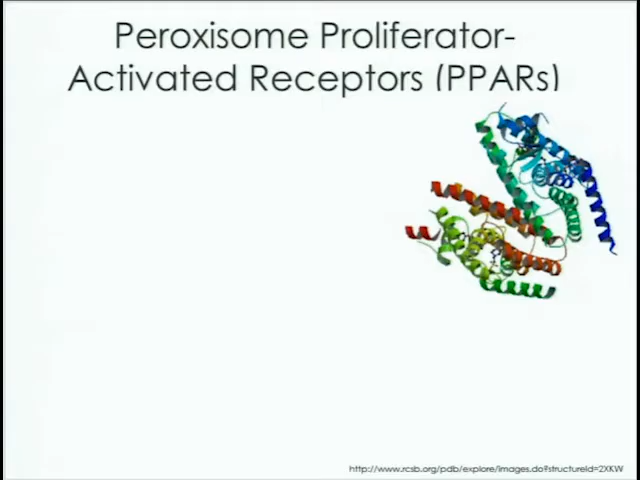 Peroxisome Proliferator-
Activated Receptors (PPARs)
http://www.rcsb.org/pdb/explore/images.do?structureId=2XKW